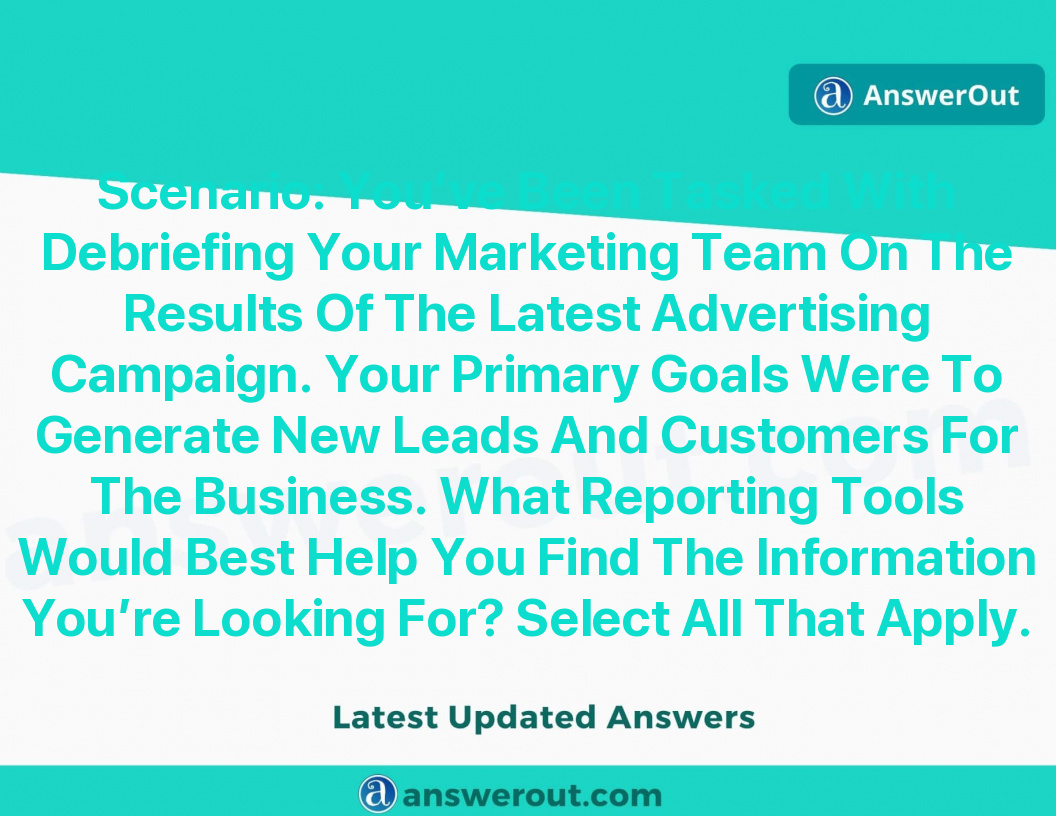 AnswerOut
Scenario: You've Been Tasked With
Debriefing Your Marketing Team On The
Results Of The Latest Advertising
Campaign. Your Primary Goals Were To
Generate New Leads And Customers For
The Business. What Reporting Tools
Would Best Help You Find The Information
You’re Looking For? Select All That Apply.
answerout.com
Latest Updated Answers
answerout.com